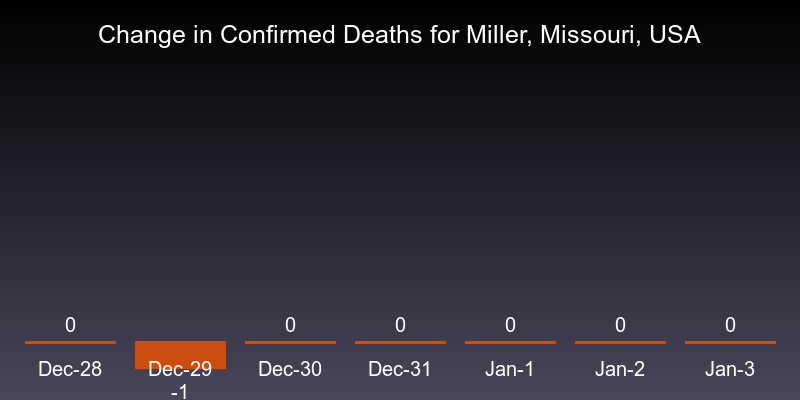 Change in Confirmed Deaths for Miller, Missouri, USA
0 0 0 0 0 0
Dec-28 Dec-29 Dec-30 Dec-31 Jan-1 Jan-2 Jan-3
-1